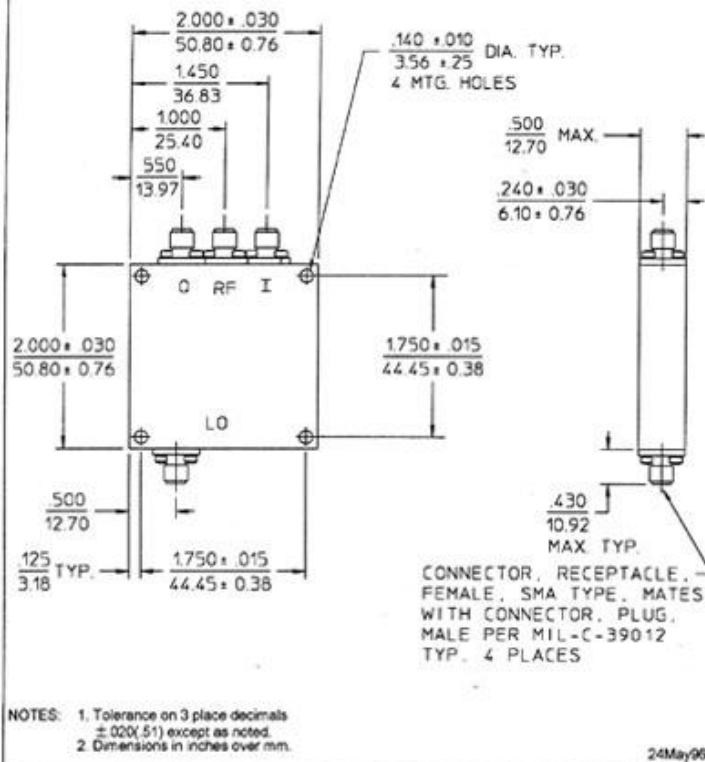 2.000 ± .030
50.80 ± 0.76
1.450
36.83
1.000
25.40
.550
13.97
.140 ±.010 DIA. TYP.
3.56 ±.25
4 MTG. HOLES
.500 MAX.
12.70
.240 ± .030
6.10 ± 0.76
Q RF I
2.000 ± .030
50.80 ± 0.76
1.750 ± .015
44.45 ± 0.38
LO
.500
12.70
.125 TYP.
3.18
1.750 ± .015
44.45 ± 0.38
.430
10.92
MAX. TYP.
CONNECTOR, RECEPTACLE,
FEMALE, SMA TYPE, MATES
WITH CONNECTOR, PLUG,
MALE PER MIL-C-39012
TYP. 4 PLACES
NOTES: 1. Tolerance on 3 place decimals
±.020(.51) except as noted.
2. Dimensions in inches over mm.
24May96